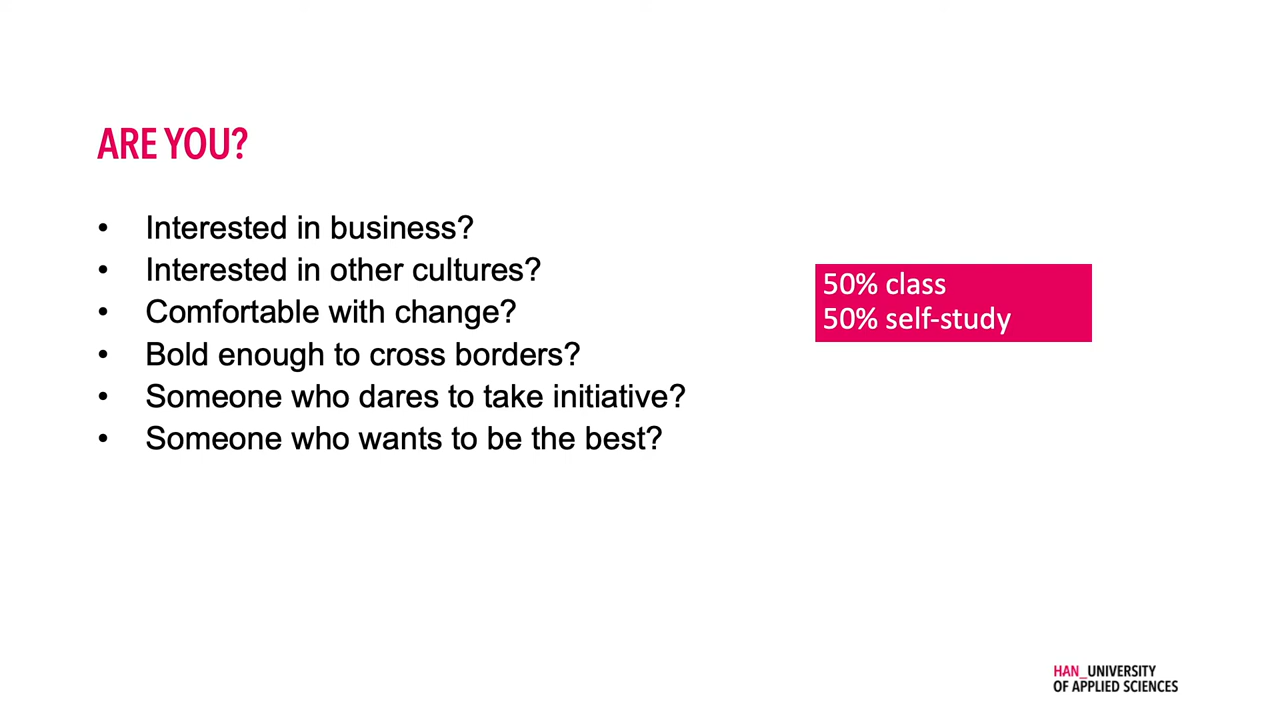 ARE YOU?
• Interested in business?
• Interested in other cultures?
• Comfortable with change?
• Bold enough to cross borders?
• Someone who dares to take initiative?
• Someone who wants to be the best?
50% class
50% self-study
HAN_UNIVERSITY
OF APPLIED SCIENCES